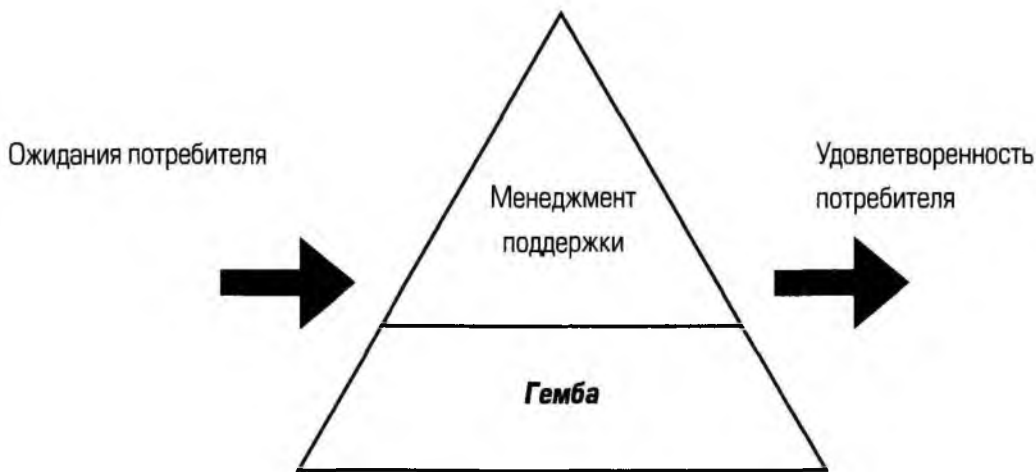 Ожидания потребителя
Удовлетворенность
потребителя
Менеджмент
поддержки
Гемба